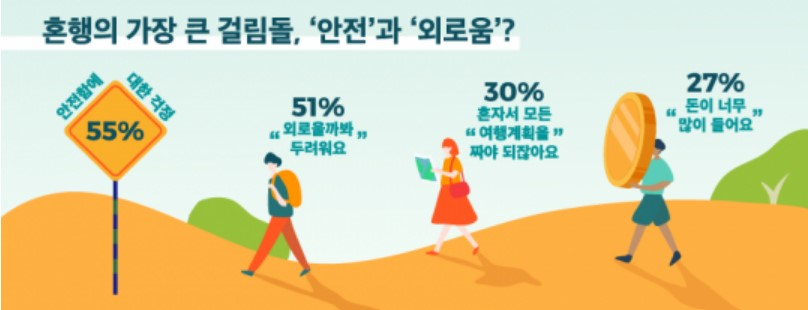 혼행의 가장 큰 걸림돌, ‘안전’과 ‘외로움’?
안전함에 대한 걱정
55%
51%
“ 외로울까봐 ”
두려워요
30%
혼자서 모든
“ 여행계획을 ”
짜야 되잖아요
27%
“ 돈이 너무 ”
많이 들어요